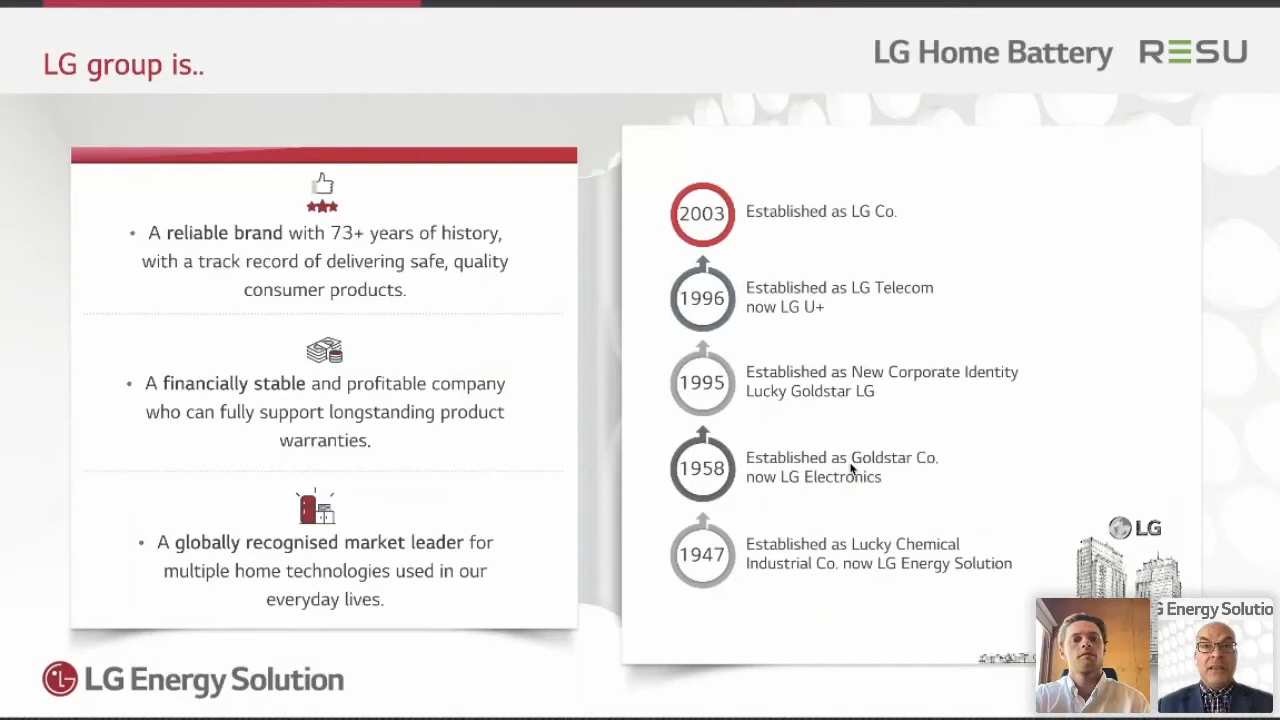 LG group is..
LG Home Battery RESU
• A reliable brand with 73+ years of history,
with a track record of delivering safe, quality
consumer products.
• A financially stable and profitable company
who can fully support longstanding product
warranties.
• A globally recognised market leader for
multiple home technologies used in our
everyday lives.
2003 Established as LG Co.
1996 Established as LG Telecom
now LG U+
1995 Established as New Corporate Identity
Lucky Goldstar LG
1958 Established as Goldstar Co.
now LG Electronics
1947 Established as Lucky Chemical
Industrial Co. now LG Energy Solution
LG
G Energy Solutio
LG Energy Solution